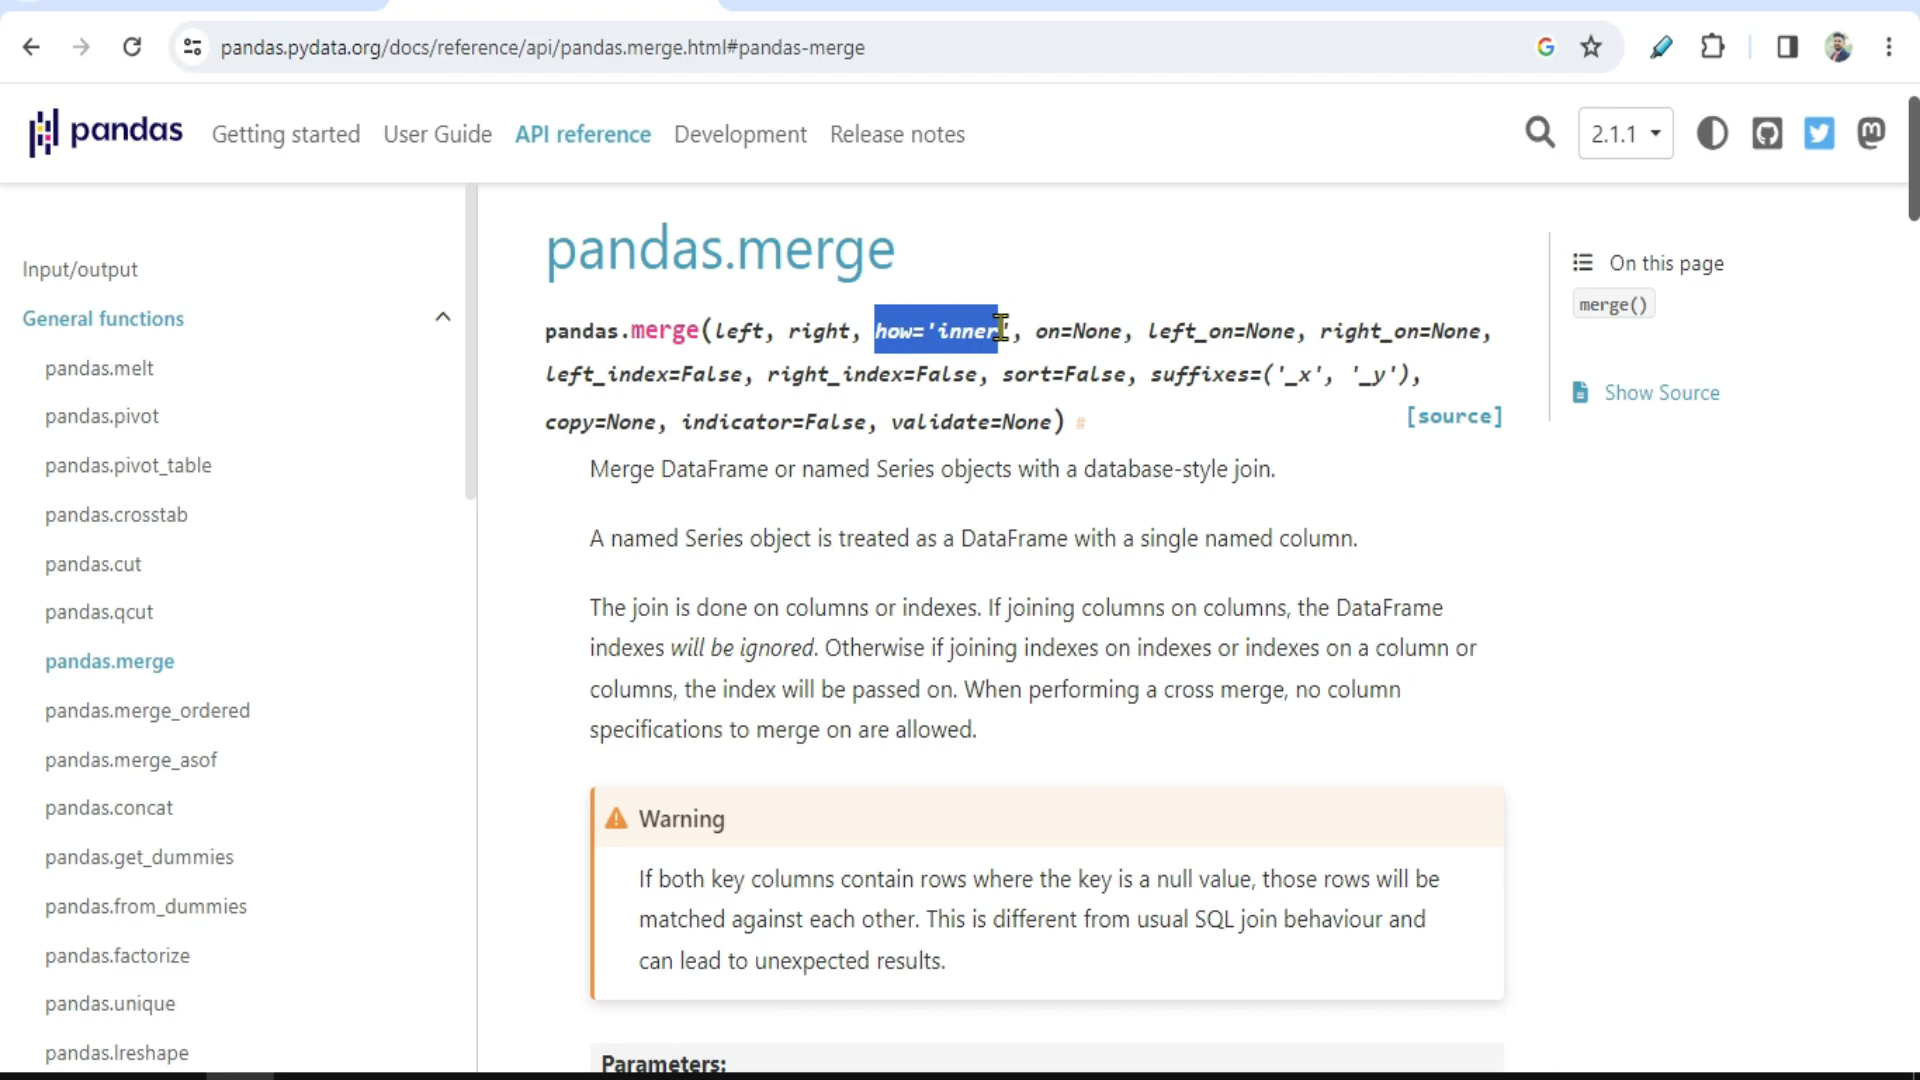 pandas.pydata.org/docs/reference/api/pandas.merge.html#pandas-merge
pandas
Getting started
User Guide
API reference
Development
Release notes
2.1.1
Input/output
General functions
pandas.melt
pandas.pivot
pandas.pivot_table
pandas.crosstab
pandas.cut
pandas.qcut
pandas.merge
pandas.merge_ordered
pandas.merge_asof
pandas.concat
pandas.get_dummies
pandas.from_dummies
pandas.factorize
pandas.unique
pandas.lreshape
pandas.merge
pandas.merge(left, right, how='inner', on=None, left_on=None, right_on=None,
left_index=False, right_index=False, sort=False, suffixes=('_x', '_y'),
copy=None, indicator=False, validate=None) #
[source]
Merge DataFrame or named Series objects with a database-style join.
A named Series object is treated as a DataFrame with a single named column.
The join is done on columns or indexes. If joining columns on columns, the DataFrame
indexes will be ignored. Otherwise if joining indexes on indexes or indexes on a column or
columns, the index will be passed on. When performing a cross merge, no column
specifications to merge on are allowed.
Warning
If both key columns contain rows where the key is a null value, those rows will be
matched against each other. This is different from usual SQL join behaviour and
can lead to unexpected results.
Parameters:
On this page
merge()
Show Source